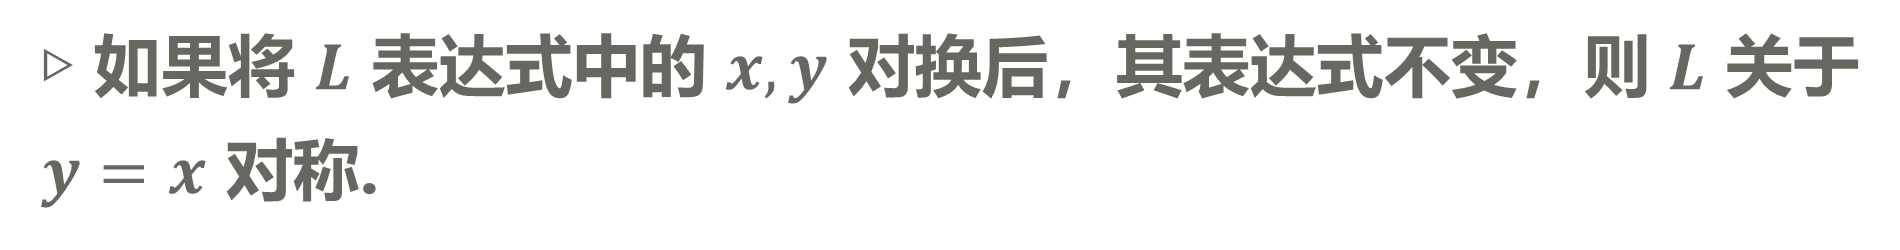 ▷ 如果将 L 表达式中的 x, y 对换后，其表达式不变，则 L 关于
y = x 对称.